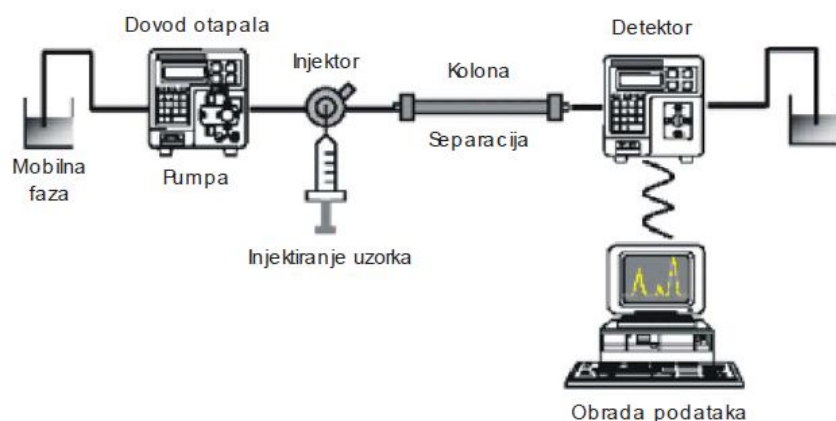 Dovod otapala
Detektor
Injektor
Kolona
Separacija
Mobilna
faza
Pumpa
Injektiranje uzorka
Obrada podataka